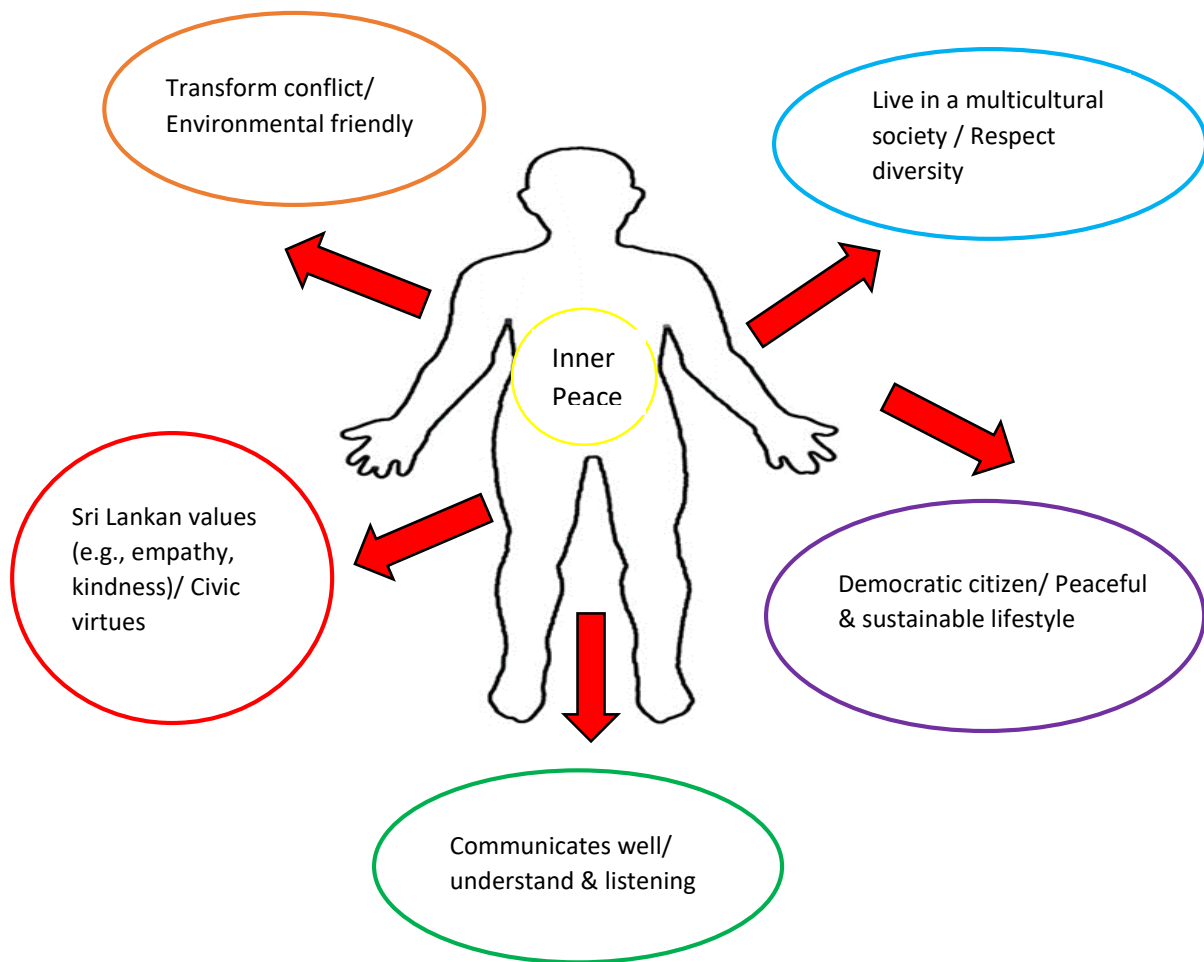 Transform conflict/
Environmental friendly
Live in a multicultural
society / Respect
diversity
Inner
Peace
Sri Lankan values
(e.g., empathy,
kindness)/ Civic
virtues
Democratic citizen/ Peaceful
& sustainable lifestyle
Communicates well/
understand & listening